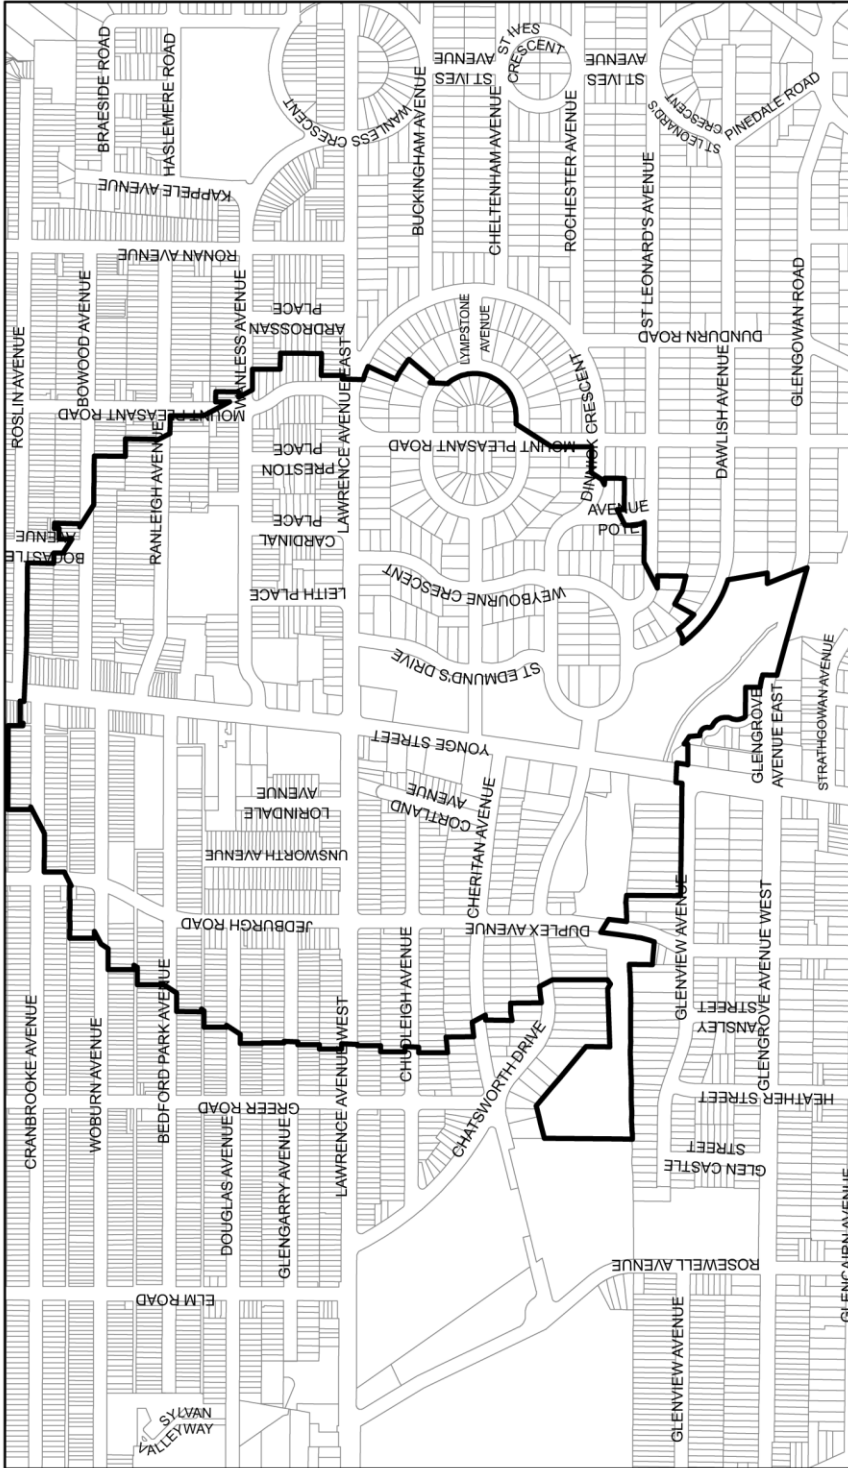 BRAESIDE ROAD
HASLEMERE ROAD
WANLESS CRESCENT
BUCKINGHAM AVENUE
ST IVES
AVENUE
ST IVES
CRESCENT
CHELTENHAM AVENUE
ROCHESTER AVENUE
ST IVES
AVENUE
ST LEONARD'S
CRESCENT
PINEDALE ROAD
KAPPELE AVENUE
RONAN AVENUE
ST LEONARD'S AVENUE
ROSLIN AVENUE
BOWOOD AVENUE
WANLESS AVENUE
ARDROSSAN
PLACE
LYMPSTONE
AVENUE
DUNDURN ROAD
GLENGOWAN ROAD
MOUNT PLEASANT ROAD
LAWRENCE AVENUE EAST
MOUNT PLEASANT ROAD
DINNICK CRESCENT
DAWLISH AVENUE
RANLEIGH AVENUE
PRESTON
PLACE
CARDINAL
PLACE
BOCASTLE
AVENUE
POTE
AVENUE
LEITH PLACE
WEYBOURNE CRESCENT
ST EDMUND'S DRIVE
STRATHGOWAN AVENUE
GLENGROVE
AVENUE EAST
YONGE STREET
LORINDALE
AVENUE
CORTLAND
AVENUE
UNSWORTH AVENUE
CHERITAN AVENUE
JEDBURGH ROAD
DUPLEX AVENUE
GLENVIEW AVENUE
GLENGROVE AVENUE WEST
CRANBROOKE AVENUE
WOBURN AVENUE
BEDFORD PARK AVENUE
LAWRENCE AVENUE WEST
CHUDLEIGH AVENUE
CHATSWORTH DRIVE
ANSLEY
STREET
GREER ROAD
HEATHER STREET
DOUGLAS AVENUE
GLENGARRY AVENUE
GLEN CASTLE
STREET
GLENCAIRN AVENUE
ROSEWELL AVENUE
ELM ROAD
GLENVIEW AVENUE
SYLVAN
VALLEYWAY